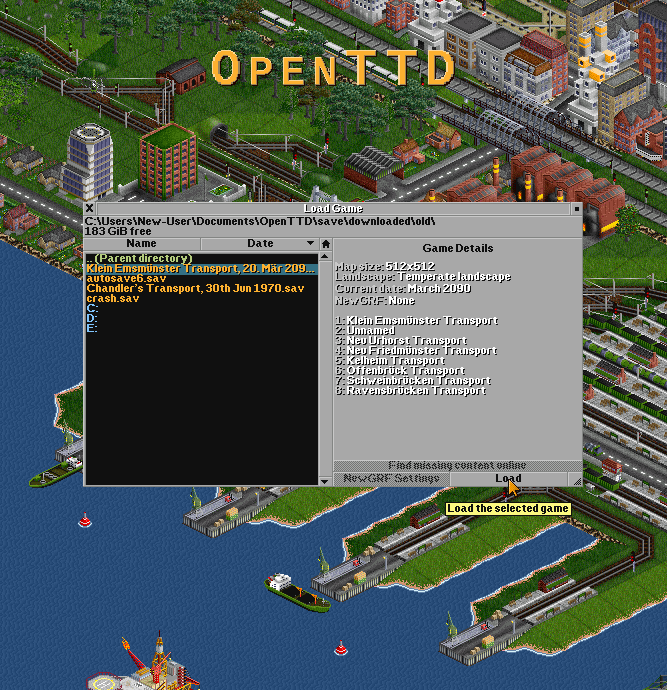 OpenTTD
X Load Game
C:\Users\New-User\Documents\OpenTTD\save\downloaded\old\
183 GiB free
Name Date
.. (Parent directory)
Klein Emsmünster Transport, 20. Mär 209...
autosave6.sav
Chandler's Transport, 30th Jun 1970.sav
crash.sav
C:
D:
E:
Game Details
Map size: 512x512
Landscape: Temperate landscape
Current date: March 2090
NewGRF: None
1: Klein Emsmünster Transport
2: Unnamed
3: Neu Urhorst Transport
4: Neu Friedmünster Transport
5: Kelheim Transport
6: Offenbrück Transport
7: Schweinbrücken Transport
8: Ravensbrücken Transport
Find missing content online
NewGRF Settings Load
Load the selected game